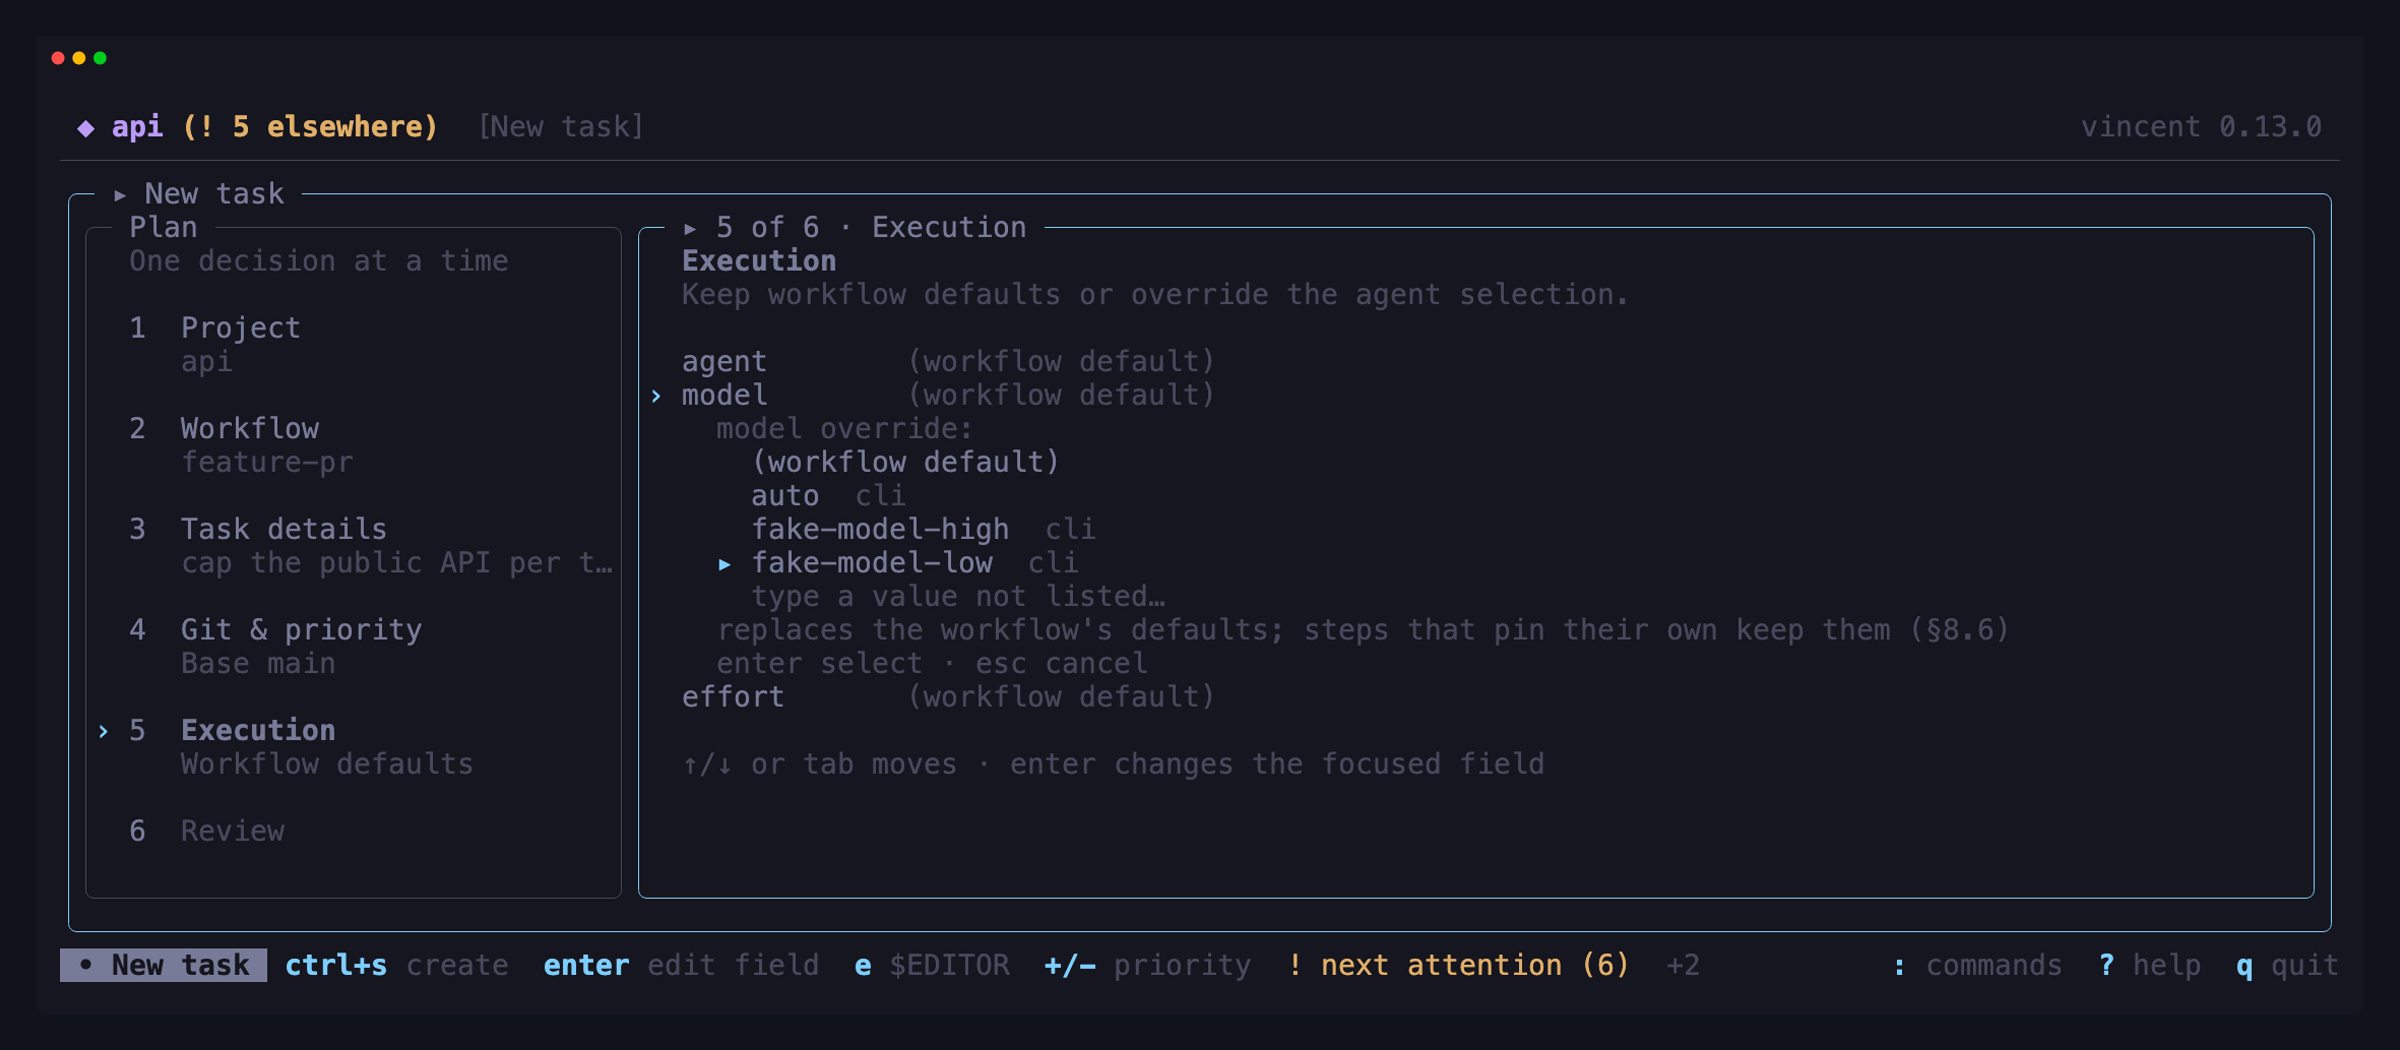 ◆ api (! 5 elsewhere) [New task] vincent 0.13.0
▸ New task
Plan
One decision at a time
1 Project
api
2 Workflow
feature-pr
3 Task details
cap the public API per t…
4 Git & priority
Base main
› 5 Execution
Workflow defaults
6 Review
▸ 5 of 6 · Execution
Execution
Keep workflow defaults or override the agent selection.
agent (workflow default)
› model (workflow default)
model override:
(workflow default)
auto cli
fake-model-high cli
▸ fake-model-low cli
type a value not listed…
replaces the workflow's defaults; steps that pin their own keep them (§8.6)
enter select · esc cancel
effort (workflow default)
↑/↓ or tab moves · enter changes the focused field
• New task ctrl+s create enter edit field e $EDITOR +/- priority ! next attention (6) +2 : commands ? help q quit